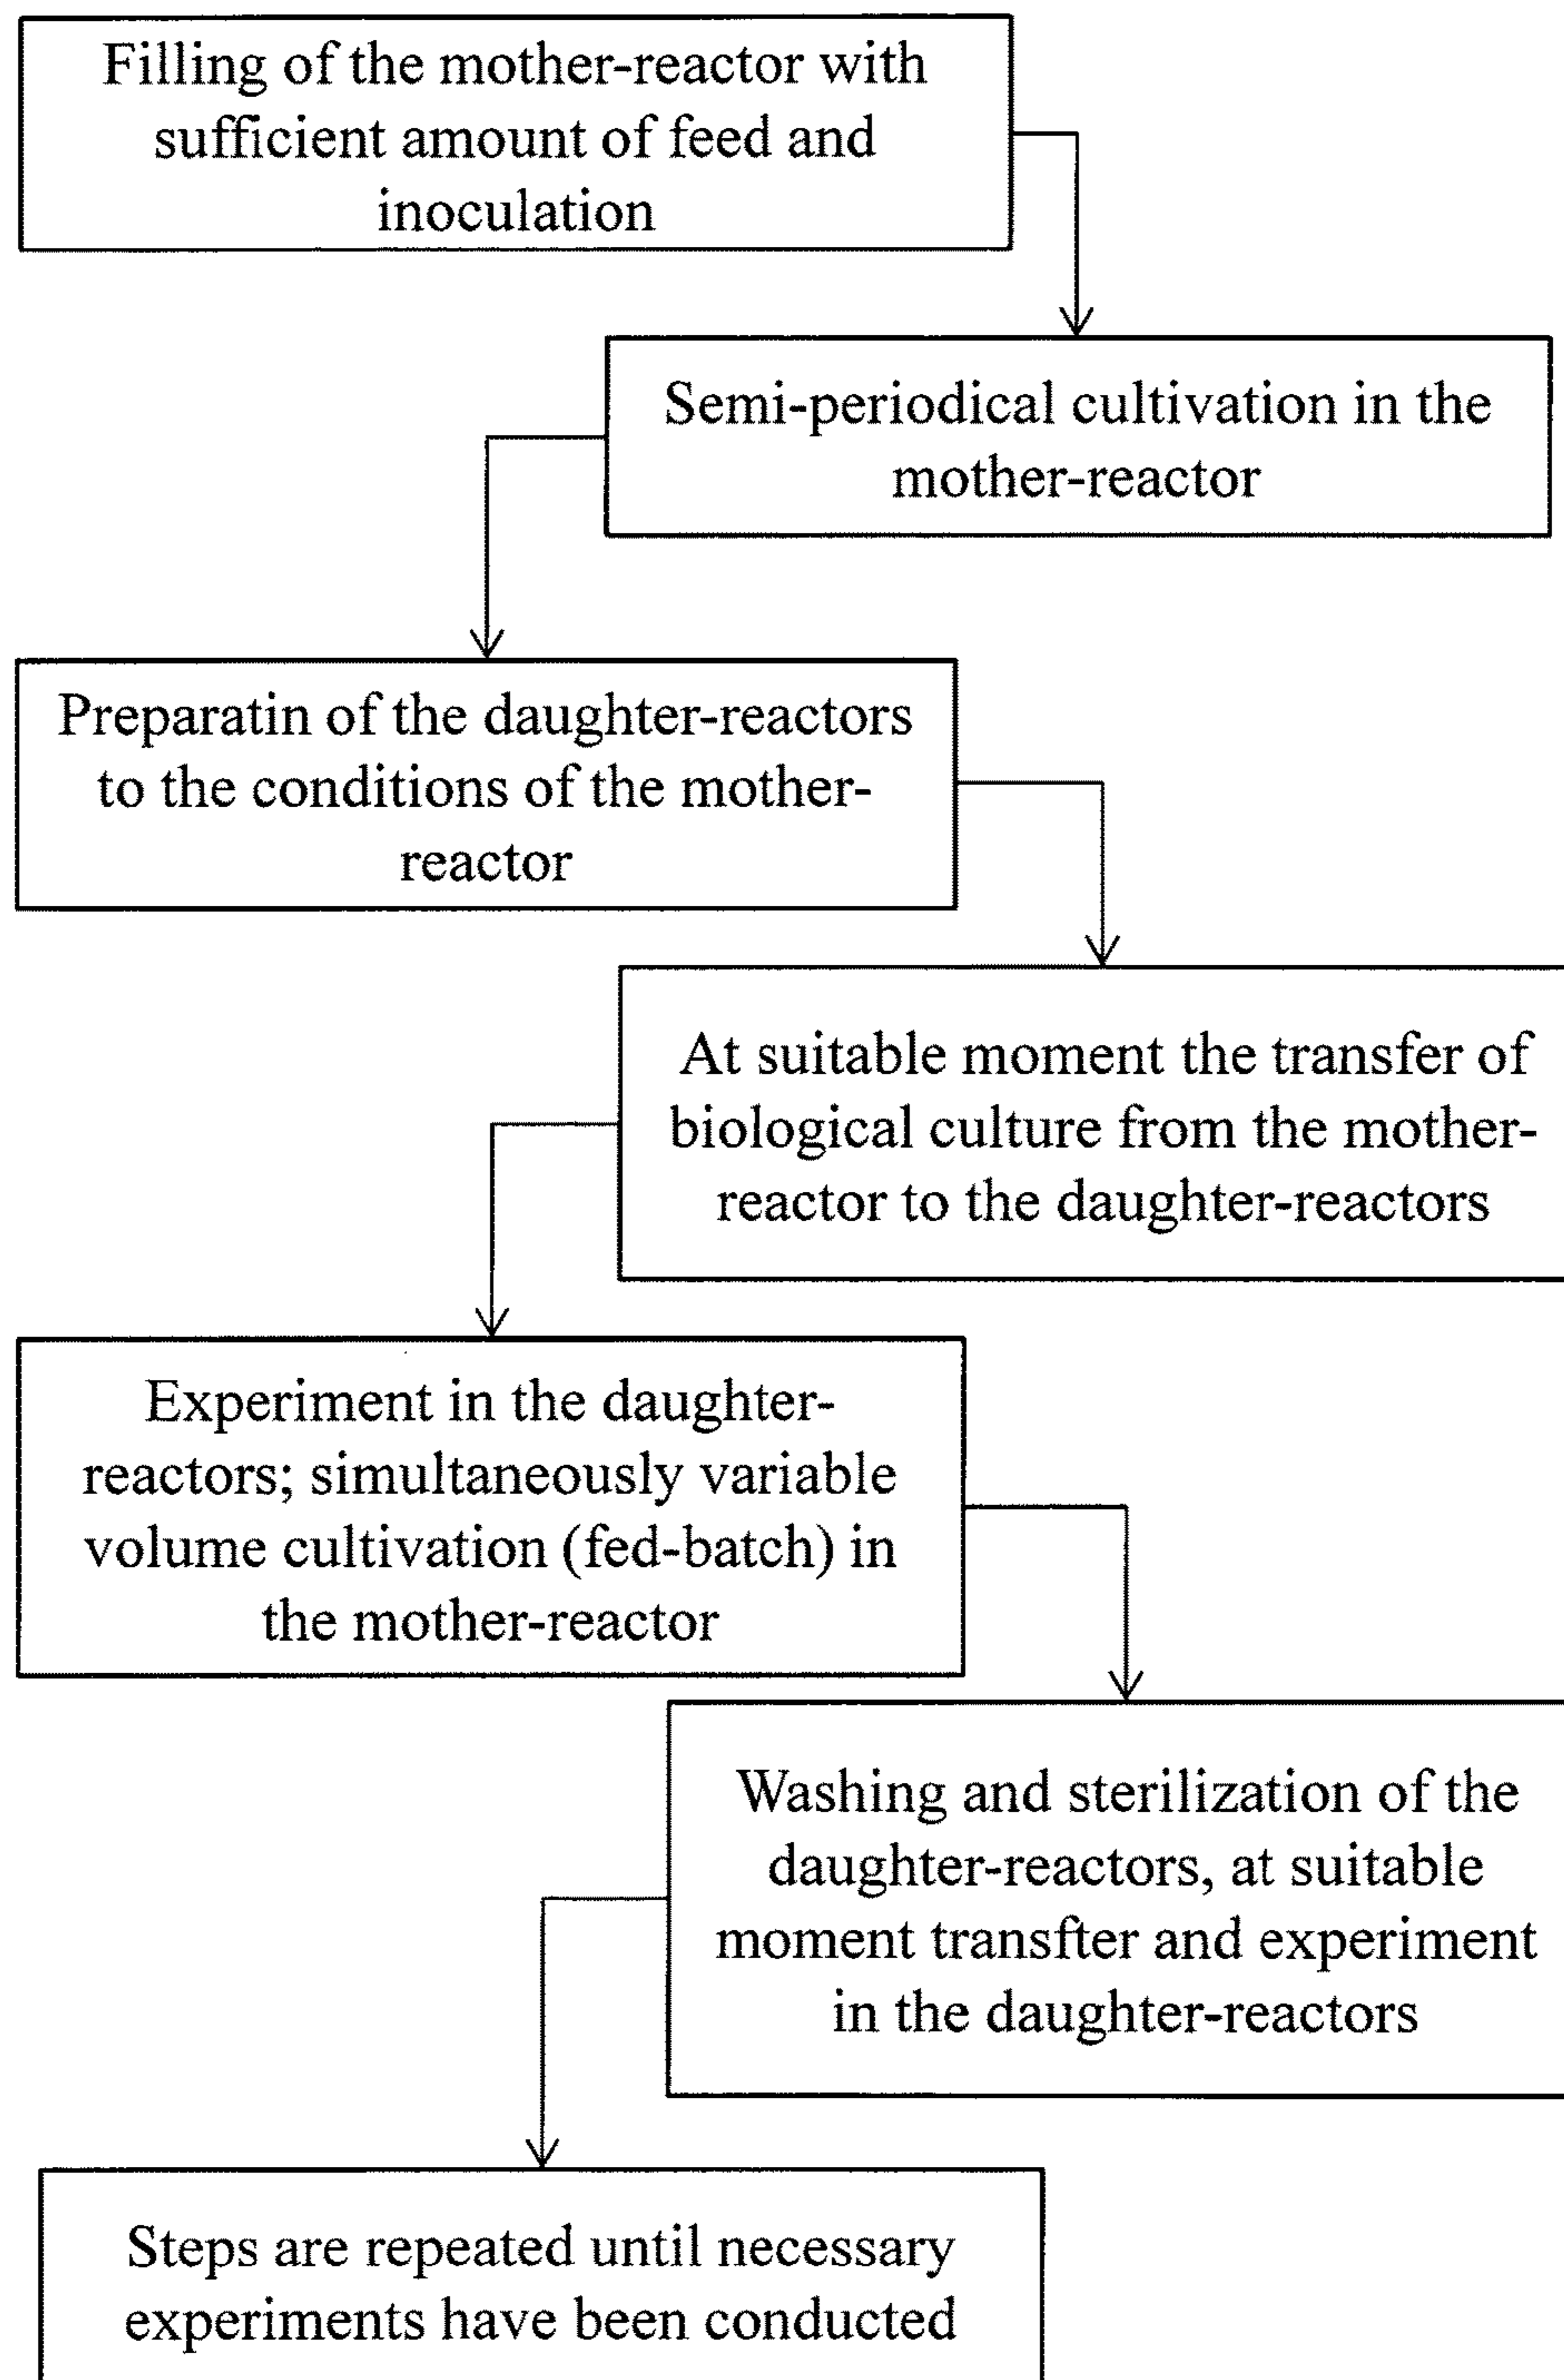 Filling of the mother-reactor with
sufficient amount of feed and
inoculation
Semi-periodical cultivation in the
mother-reactor
Preparatin of the daughter-reactors
to the conditions of the mother-
reactor
At suitable moment the transfer of
biological culture from the mother-
reactor to the daughter-reactors
Experiment in the daughter-
reactors; simultaneously variable
volume cultivation (fed-batch) in
the mother-reactor
Washing and sterilization of the
daughter-reactors, at suitable
moment transfter and experiment
in the daughter-reactors
Steps are repeated until necessary
experiments have been conducted